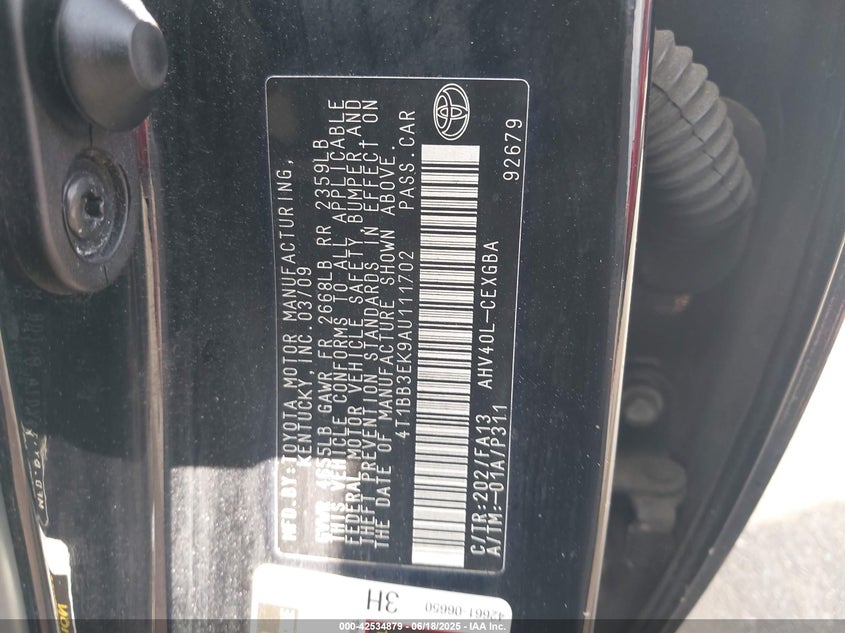 MFD.BY:TOYOTA MOTOR MANUFACTURING,
KENTUCKY, INC. 03/09
GVWR 4855LB GAWR FR 2668LB RR 2359LB
THIS VEHICLE CONFORMS TO ALL APPLICABLE
FEDERAL MOTOR VEHICLE SAFETY, BUMPER AND
THEFT PREVENTION STANDARDS IN EFFECT ON
THE DATE OF MANUFACTURE SHOWN ABOVE.
4T1BB3EK9AU111702 PASS.CAR
C/TR:202/FA13 AHV40L-CEXGBA
A/TM:-01A/P311 92679
3H
42661-06650
000-42534879 - 06/18/2025 - IAA, Inc.